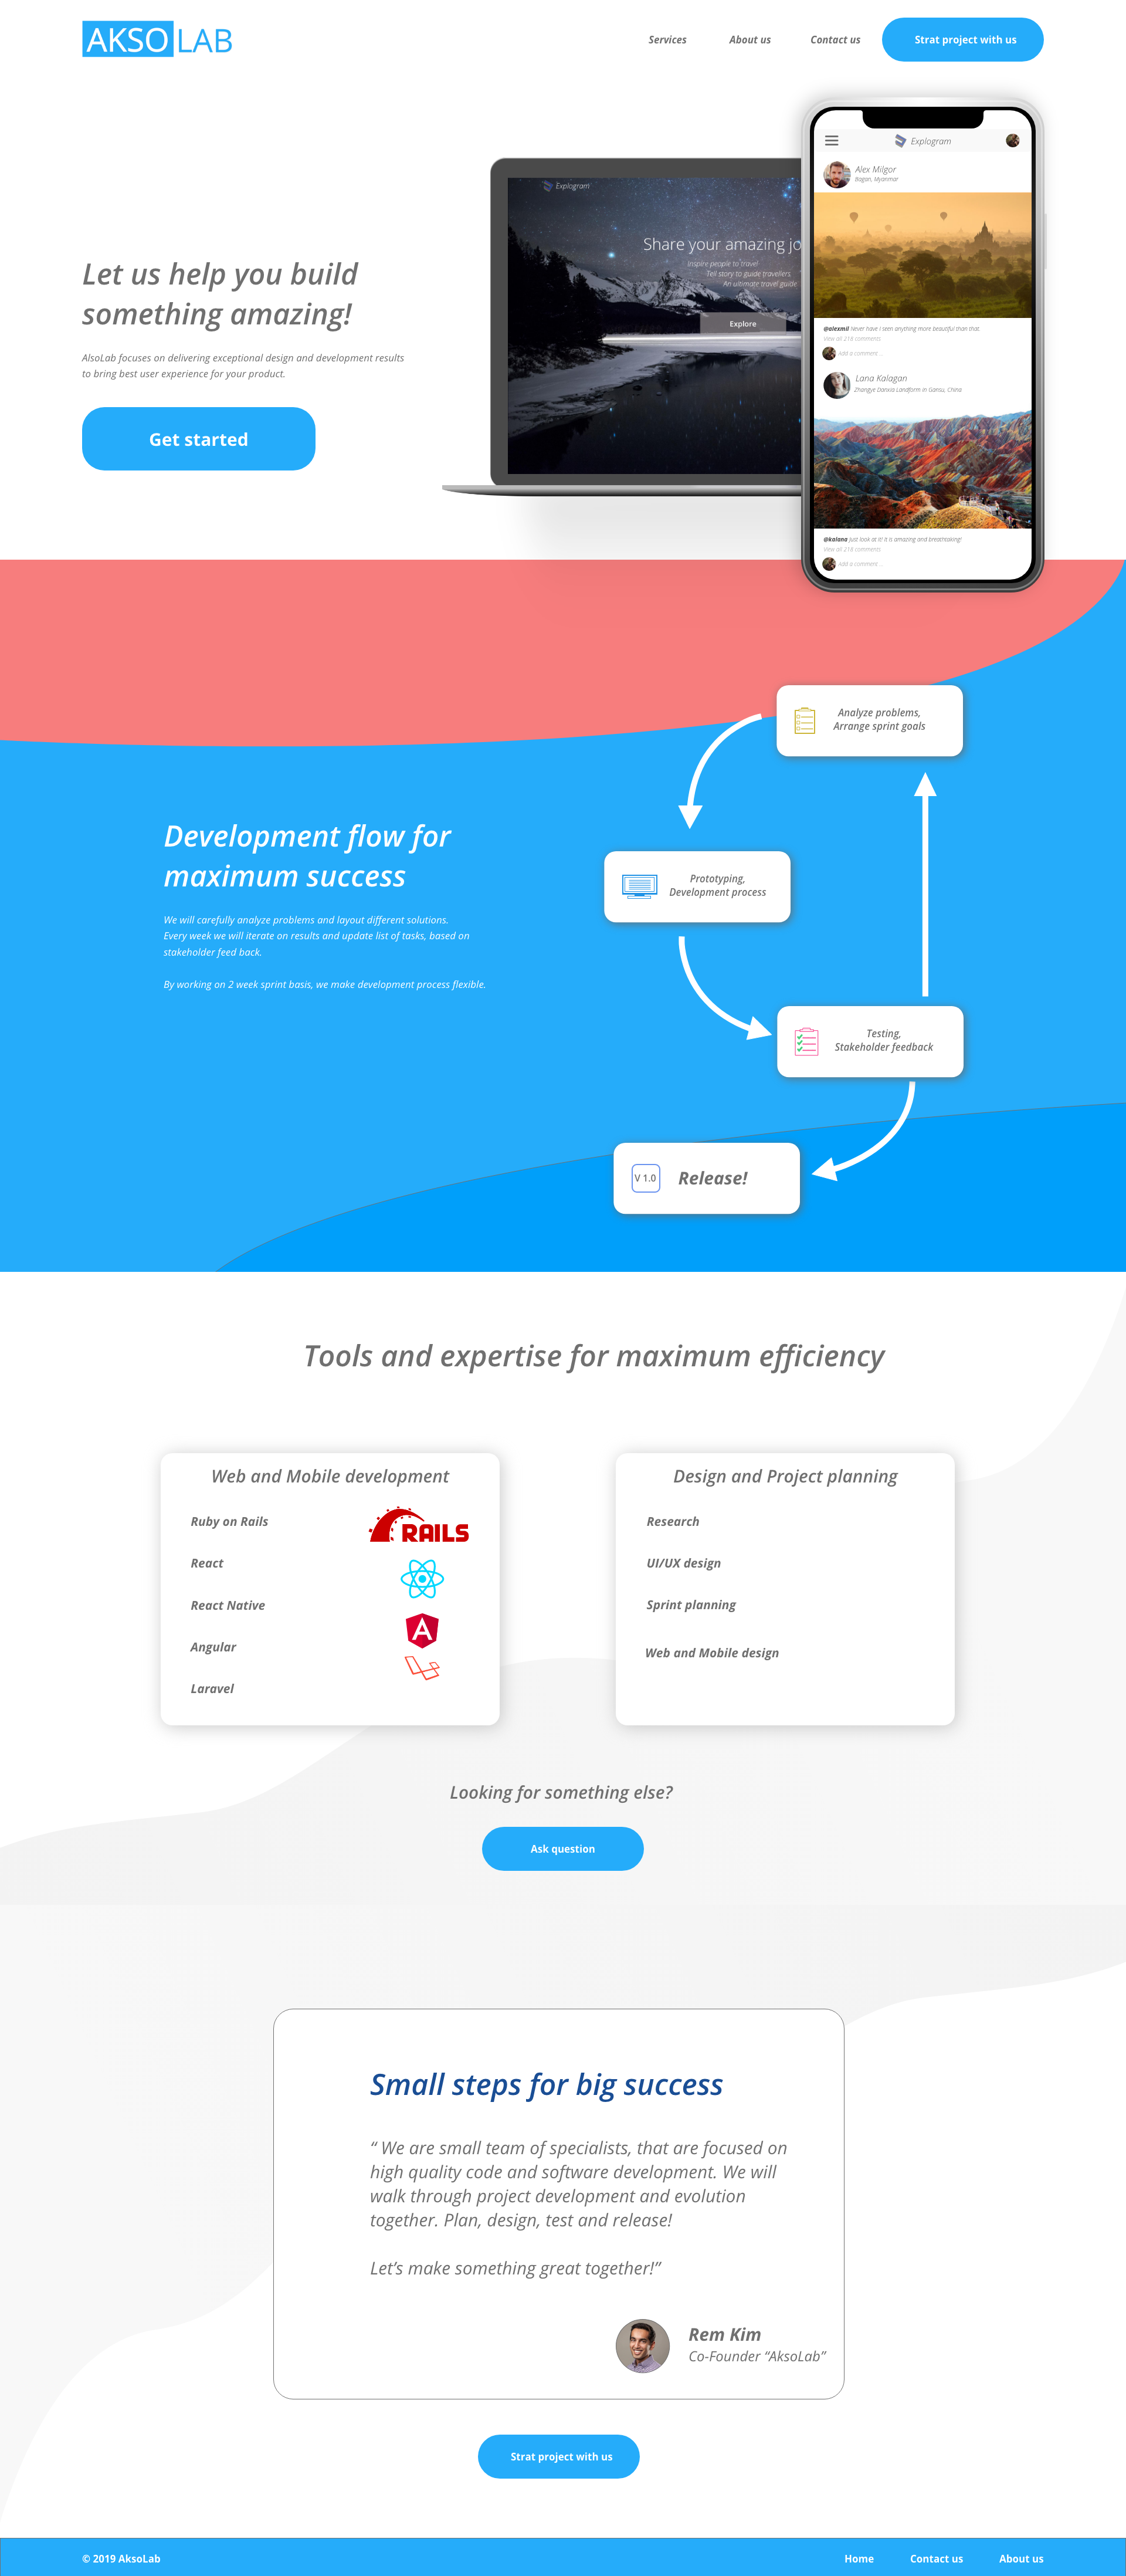 AKSO LAB
Services About us Contact us Strat project with us
Let us help you build
something amazing!
AlsoLab focuses on delivering exceptional design and development results
to bring best user experience for your product.
Get started
Explogram
Share your amazing jo
Inspire people to travel
Tell story to guide travellers
An ultimate travel guide
Explore
Explogram
Alex Milgor
Bagan, Myanmar
@alexmil Never have I seen anything more beautiful than that.
View all 218 comments
Add a comment ...
Lana Kalagan
Zhangye Danxia Landform in Gansu, China
@kalana Just look at it! It is amazing and breathtaking!
View all 218 comments
Add a comment ...
Analyze problems,
Arrange sprint goals
Development flow for
maximum success
We will carefully analyze problems and layout different solutions.
Every week we will iterate on results and update list of tasks, based on
stakeholder feed back.
By working on 2 week sprint basis, we make development process flexible.
Prototyping,
Development process
Testing,
Stakeholder feedback
V 1.0 Release!
Tools and expertise for maximum efficiency
Web and Mobile development
Ruby on Rails
RAILS
React
React Native
Angular
A
Laravel
Design and Project planning
Research
UI/UX design
Sprint planning
Web and Mobile design
Looking for something else?
Ask question
Small steps for big success
“ We are small team of specialists, that are focused on
high quality code and software development. We will
walk through project development and evolution
together. Plan, design, test and release!
Let’s make something great together!”
Rem Kim
Co-Founder “AksoLab”
Strat project with us
© 2019 AksoLab Home Contact us About us